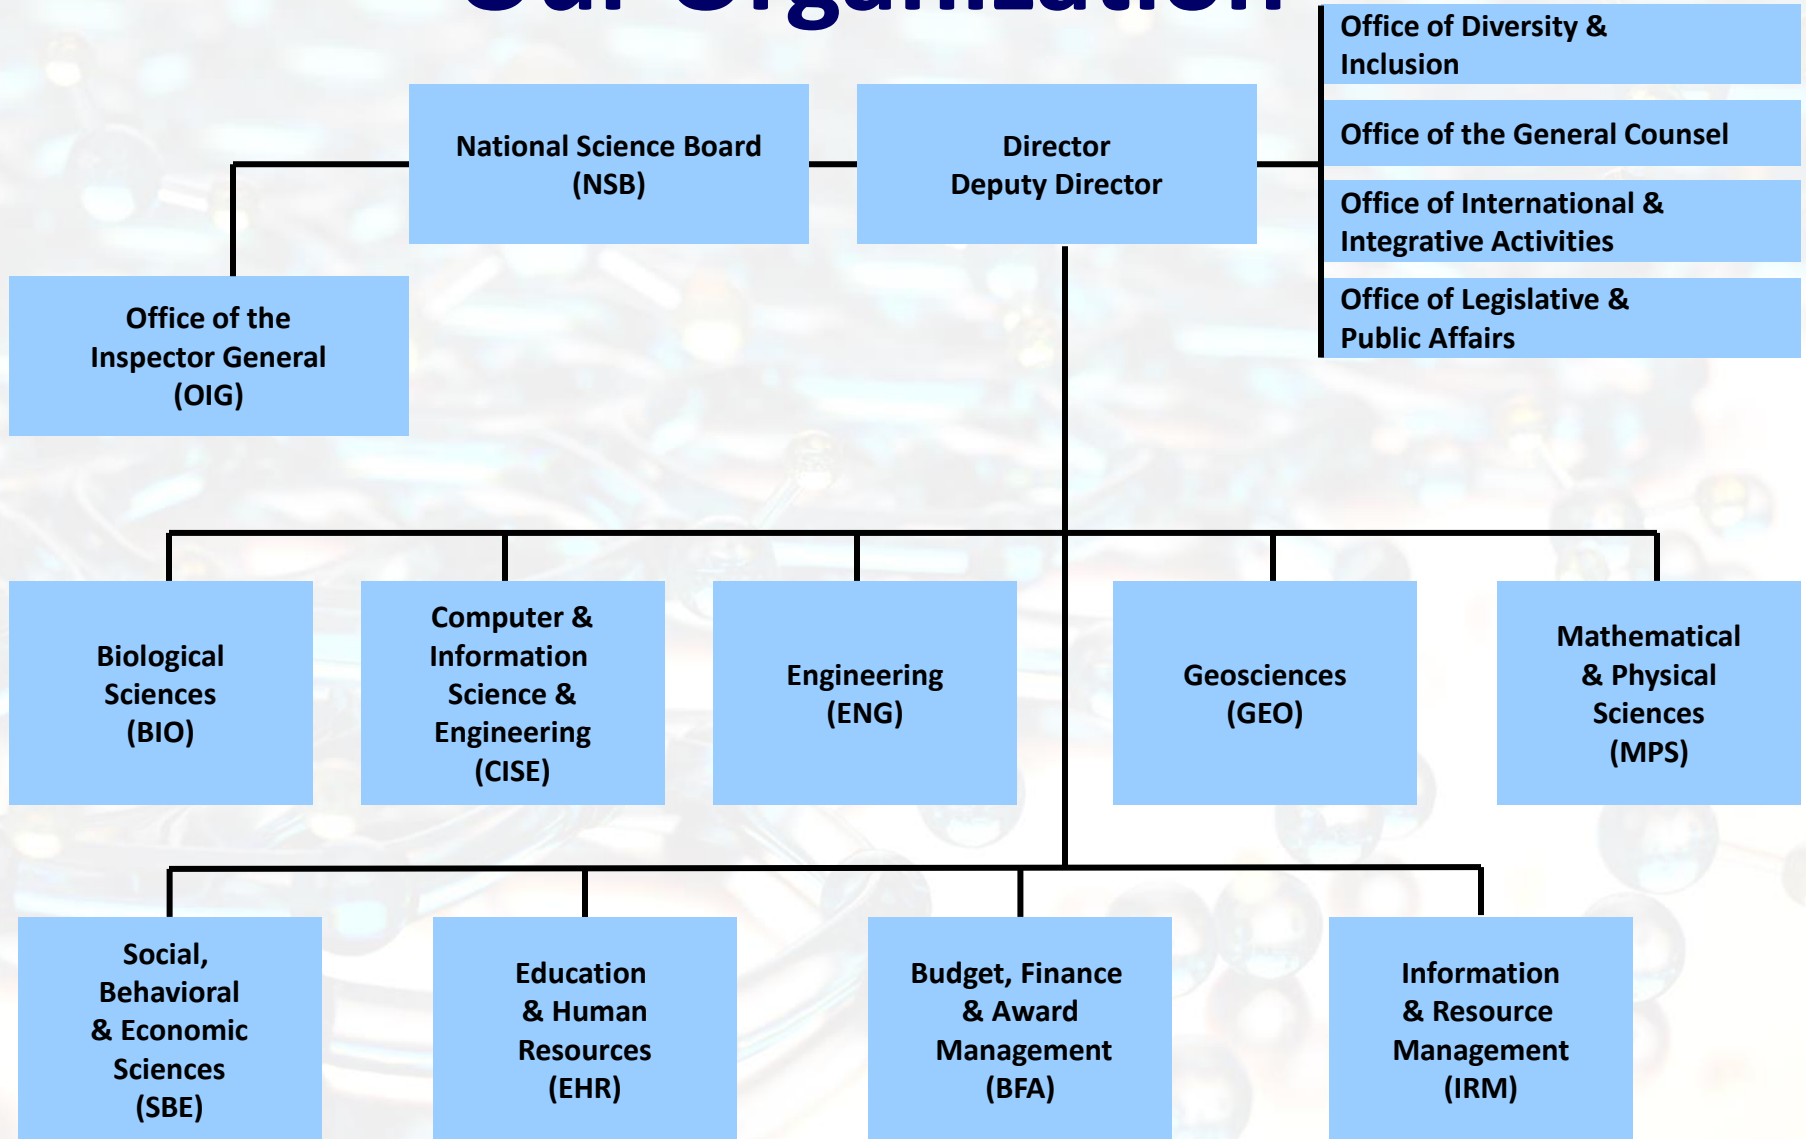 Our Organization
Office of Diversity &
Inclusion
National Science Board
(NSB)
Director
Deputy Director
Office of the General Counsel
Office of International &
Integrative Activities
Office of Legislative &
Public Affairs
Office of the
Inspector General
(OIG)
Biological
Sciences
(BIO)
Computer &
Information
Science &
Engineering
(CISE)
Engineering
(ENG)
Geosciences
(GEO)
Mathematical
& Physical
Sciences
(MPS)
Social,
Behavioral
& Economic
Sciences
(SBE)
Education
& Human
Resources
(EHR)
Budget, Finance
& Award
Management
(BFA)
Information
& Resource
Management
(IRM)